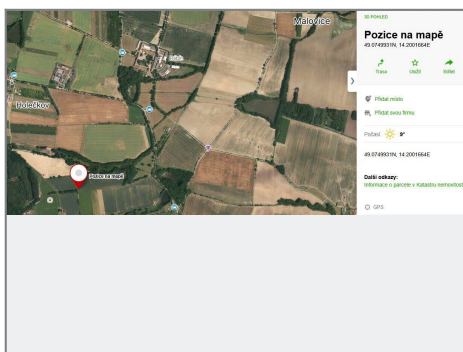 Malovice
Holečkov
Pozice na mapě
3D POHLED
Pozice na mapě
49.0749931N, 14.2001664E
Trasa
Uložit
Sdílet
Přidat místo
Přidat svou firmu
Počasí 9°
49.0749931N, 14.2001664E
Další odkazy:
Informace o parcele v Katastru nemovitostí
GPS